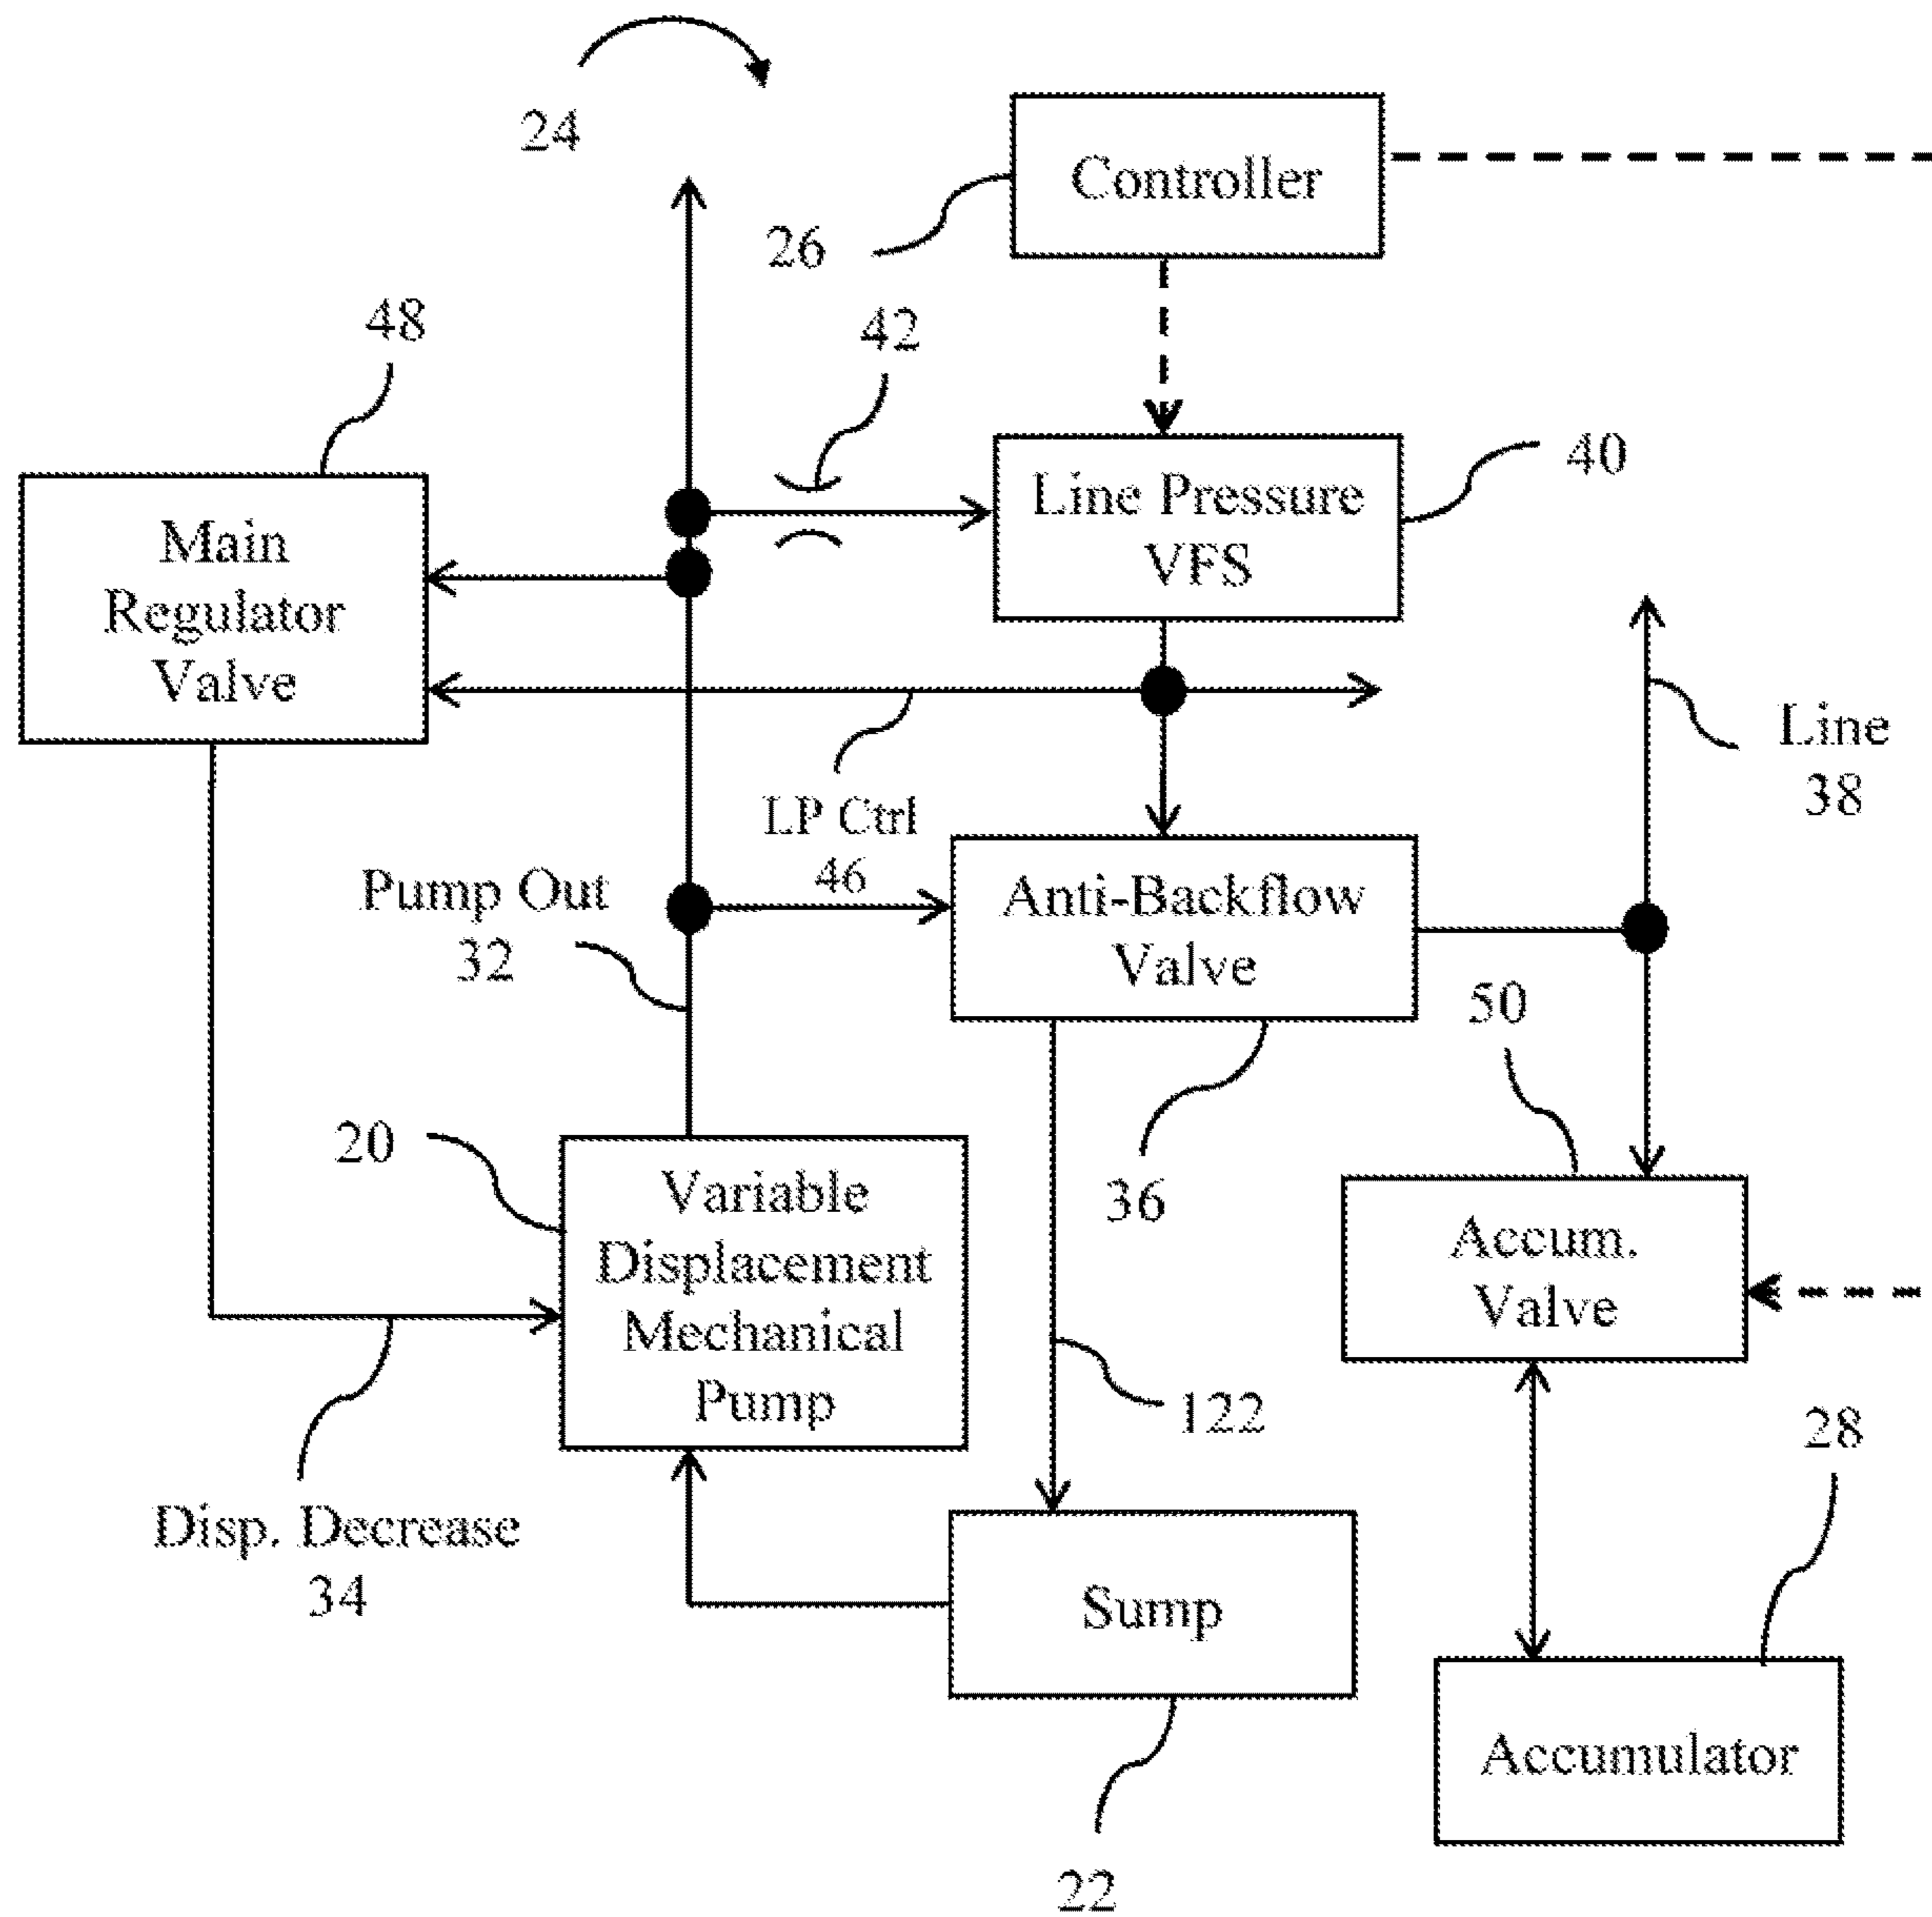 24
Controller
26
48
42
Line Pressure
VFS
40
Main
Regulator
Valve
Line
38
LP Ctrl
46
Pump Out
32
Anti-Backflow
Valve
50
20
Variable
Displacement
Mechanical
Pump
36
Accum.
Valve
122
28
Disp. Decrease
34
Sump
Accumulator
22